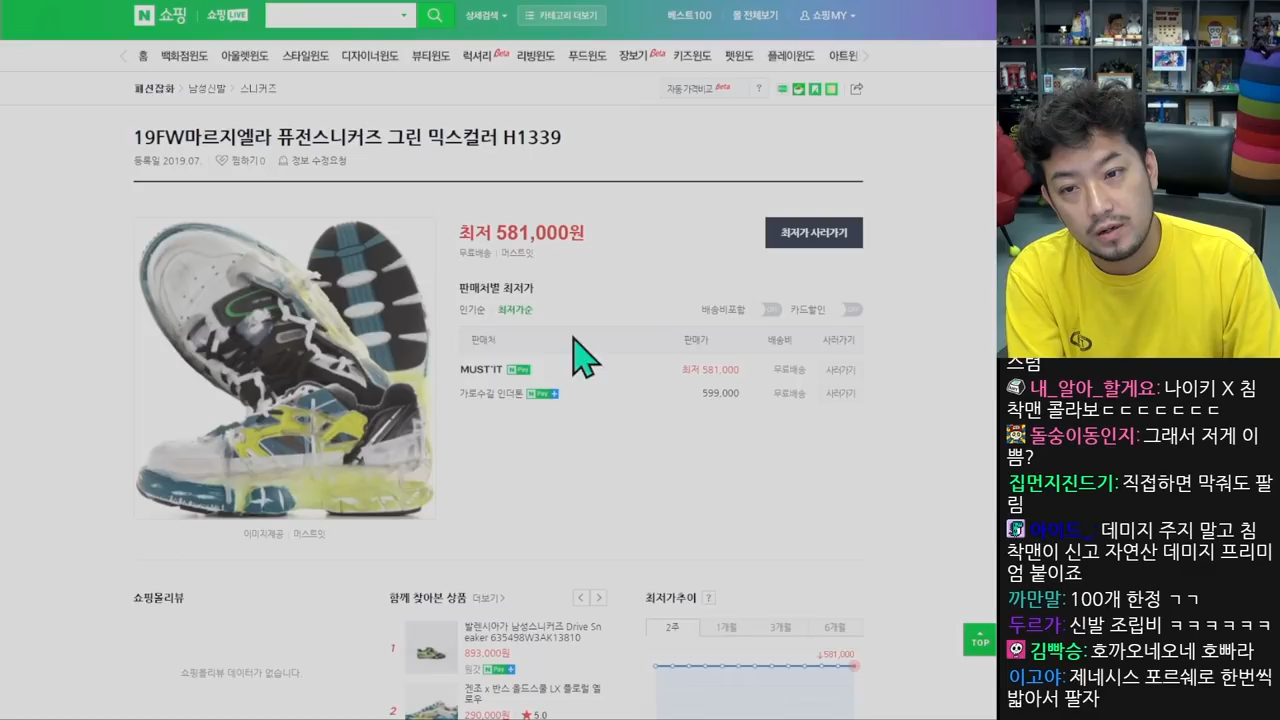 N 쇼핑 쇼핑LIVE 상세검색 카테고리 더보기 베스트100 몰 전체보기 쇼핑MY
홈 백화점윈도 아울렛윈도 스타일윈도 디자이너윈도 뷰티윈도 럭셔리 Beta 리빙윈도 푸드윈도 장보기 Beta 키즈윈도 펫윈도 플레이윈도 아트윈
패션잡화 > 남성신발 > 스니커즈
자동 가격비교 Beta ?
19FW마르지엘라 퓨전스니커즈 그린 믹스컬러 H1339
등록일 2019.07. 찜하기 0 정보 수정요청
최저 581,000원
최저가 사러가기
무료배송 | 머스트잇
판매처별 최저가
인기순 최저가순 배송비포함 OFF 카드할인 OFF
판매처 판매가 배송비 사러가기
MUST'IT N Pay 최저 581,000 무료배송 사러가기
가로수길 인더톤 N Pay + 599,000 무료배송 사러가기
이미지제공 | 머스트잇
쇼핑몰리뷰
쇼핑몰리뷰 데이터가 없습니다.
함께 찾아본 상품 더보기 >
1
발렌시아가 남성스니커즈 Drive Sn
eaker 635498W3AK13810
893,000원
N Pay +
2
겐조 x 반스 올드스쿨 LX 플로럴 옐
로우
290,000원 ★ 5.0
최저가추이 ?
2주 1개월 3개월 6개월
↓581,000
TOP
스텀
내_알아_할게요: 나이키 X 침
착맨 콜라보ㄷㄷㄷㄷㄷㄷㄷ
돌숭이동인지: 그래서 저게 이
쁨?
집먼지진드기: 직접하면 막줘도 팔
림
아이드_: 데미지 주지 말고 침
착맨이 신고 자연산 데미지 프리미
엄 붙이죠
까만말: 100개 한정 ㄱㄱ
두르가: 신발 조립비 ㅋㅋㅋㅋㅋㅋ
김빡승: 호까오네오네 호빠라
이고야: 제네시스 포르쉐로 한번씩
밟아서 팔자